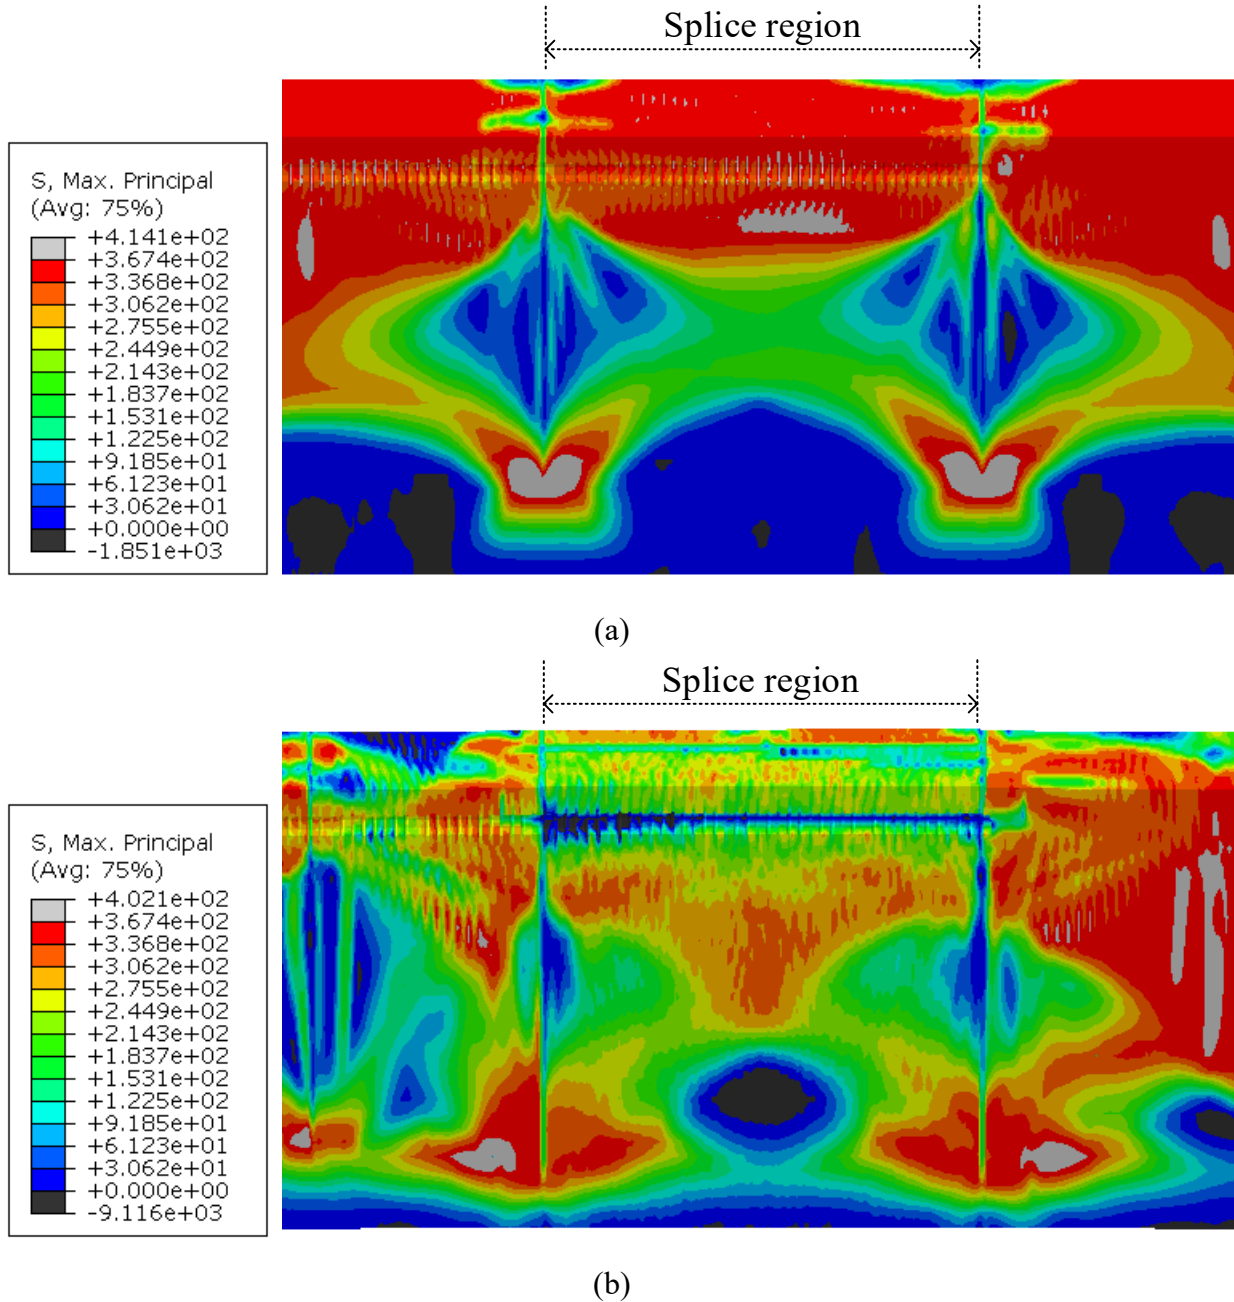 Splice region
S, Max. Principal
(Avg: 75%)
+4.141e+02
+3.674e+02
+3.368e+02
+3.062e+02
+2.755e+02
+2.449e+02
+2.143e+02
+1.837e+02
+1.531e+02
+1.225e+02
+9.185e+01
+6.123e+01
+3.062e+01
+0.000e+00
-1.851e+03
(a)
Splice region
S, Max. Principal
(Avg: 75%)
+4.021e+02
+3.674e+02
+3.368e+02
+3.062e+02
+2.755e+02
+2.449e+02
+2.143e+02
+1.837e+02
+1.531e+02
+1.225e+02
+9.185e+01
+6.123e+01
+3.062e+01
+0.000e+00
-9.116e+03
(b)